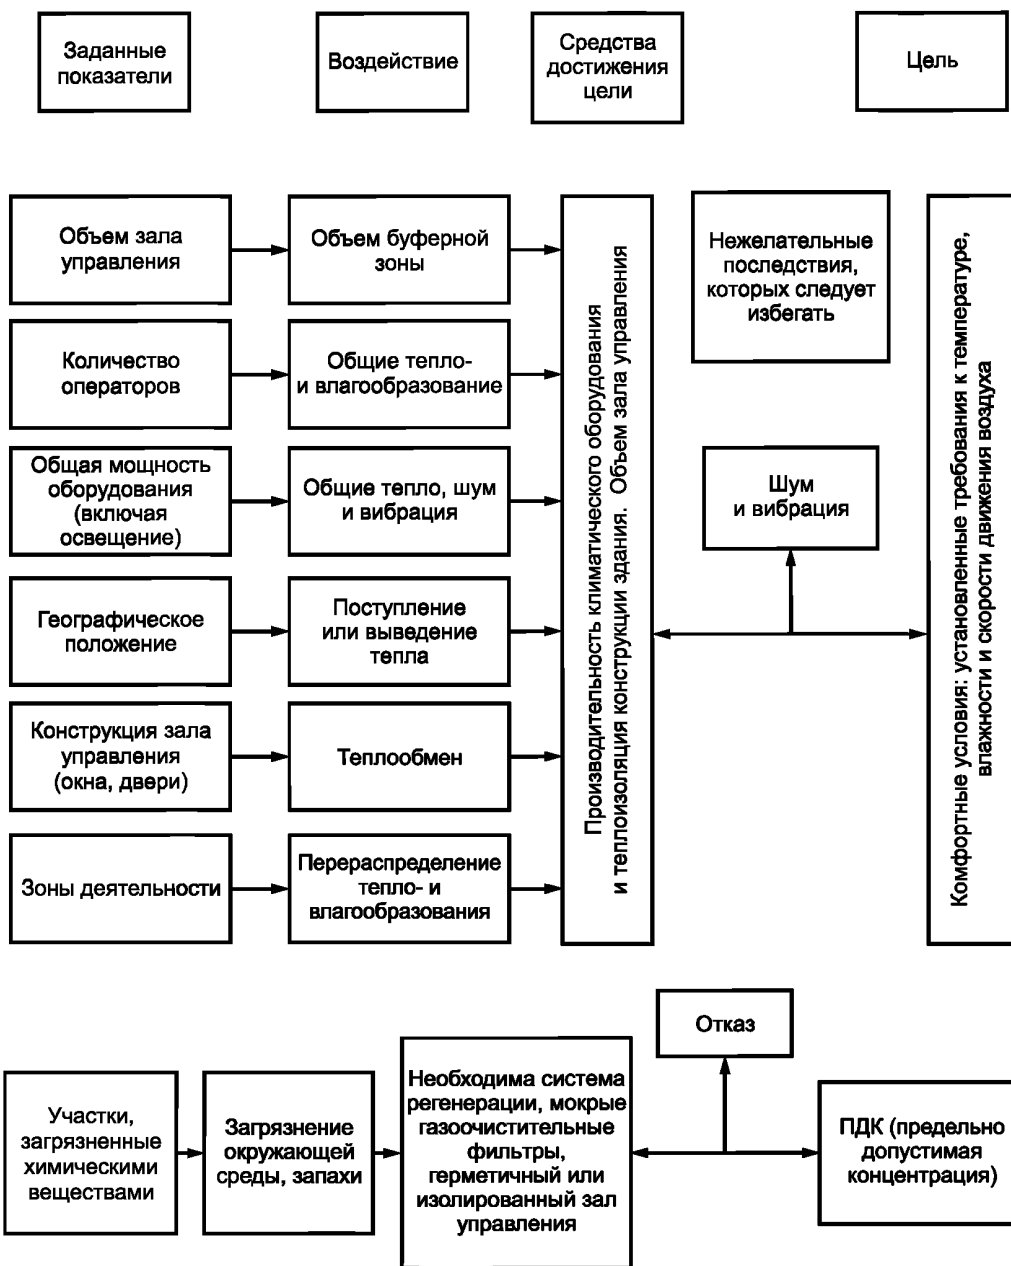 Заданные
показатели
Воздействие
Средства
достижения
цели
Цель
Объем зала
управления
Объем буферной
зоны
Количество
операторов
Общие тепло-
и влагообразование
Общая мощность
оборудования
(включая
освещение)
Общие тепло, шум
и вибрация
Географическое
положение
Поступление
или выведение
тепла
Конструкция зала
управления
(окна, двери)
Теплообмен
Зоны деятельности
Перераспределение
тепло- и
влагообразования
Производительность климатического оборудования
и теплоизоляция конструкции здания. Объем зала управления
Нежелательные
последствия,
которых следует
избегать
Шум
и вибрация
Комфортные условия: установленные требования к температуре,
влажности и скорости движения воздуха
Участки,
загрязненные
химическими
веществами
Загрязнение
окружающей
среды, запахи
Необходима система
регенерации, мокрые
газоочистительные
фильтры,
герметичный или
изолированный зал
управления
Отказ
ПДК (предельно
допустимая
концентрация)